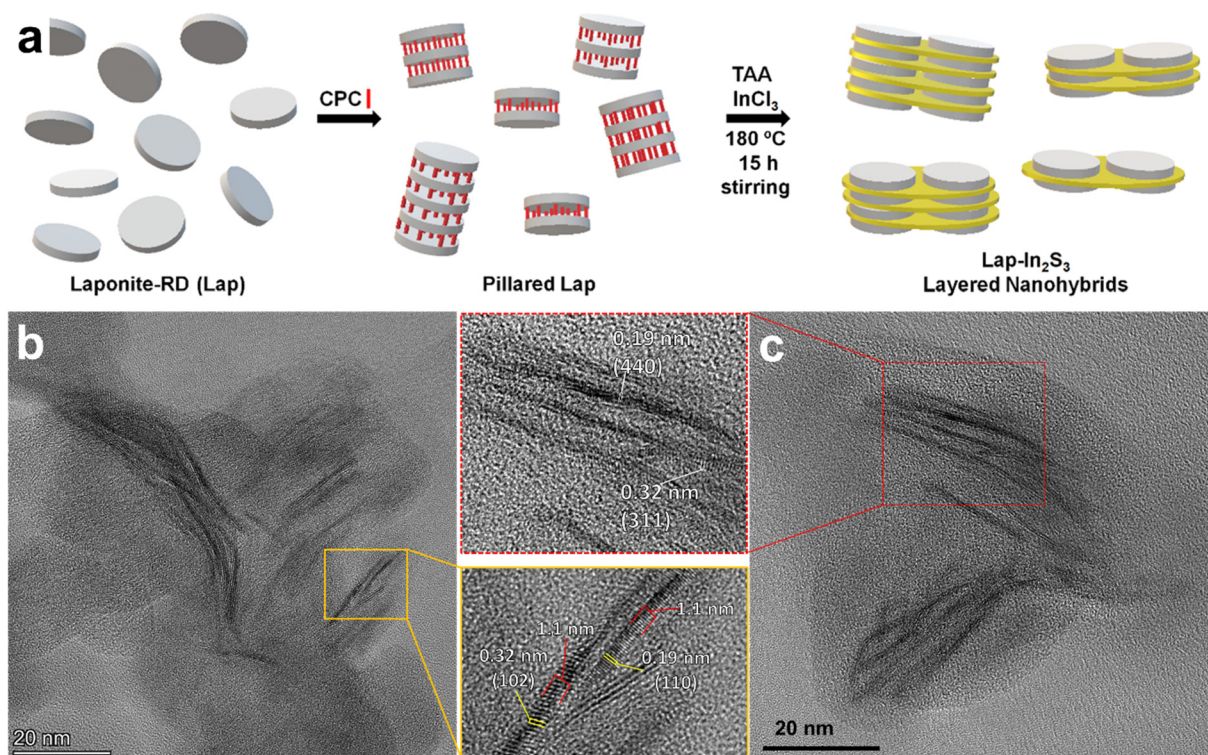 a
CPC
TAA
InCl3
180 ºC
15 h
stirring
Laponite-RD (Lap)
Pillared Lap
Lap-In2S3
Layered Nanohybrids
b
20 nm
0.19 nm
(440)
0.32 nm
(311)
1.1 nm
1.1 nm
0.32 nm
(102)
0.19 nm
(110)
c
20 nm